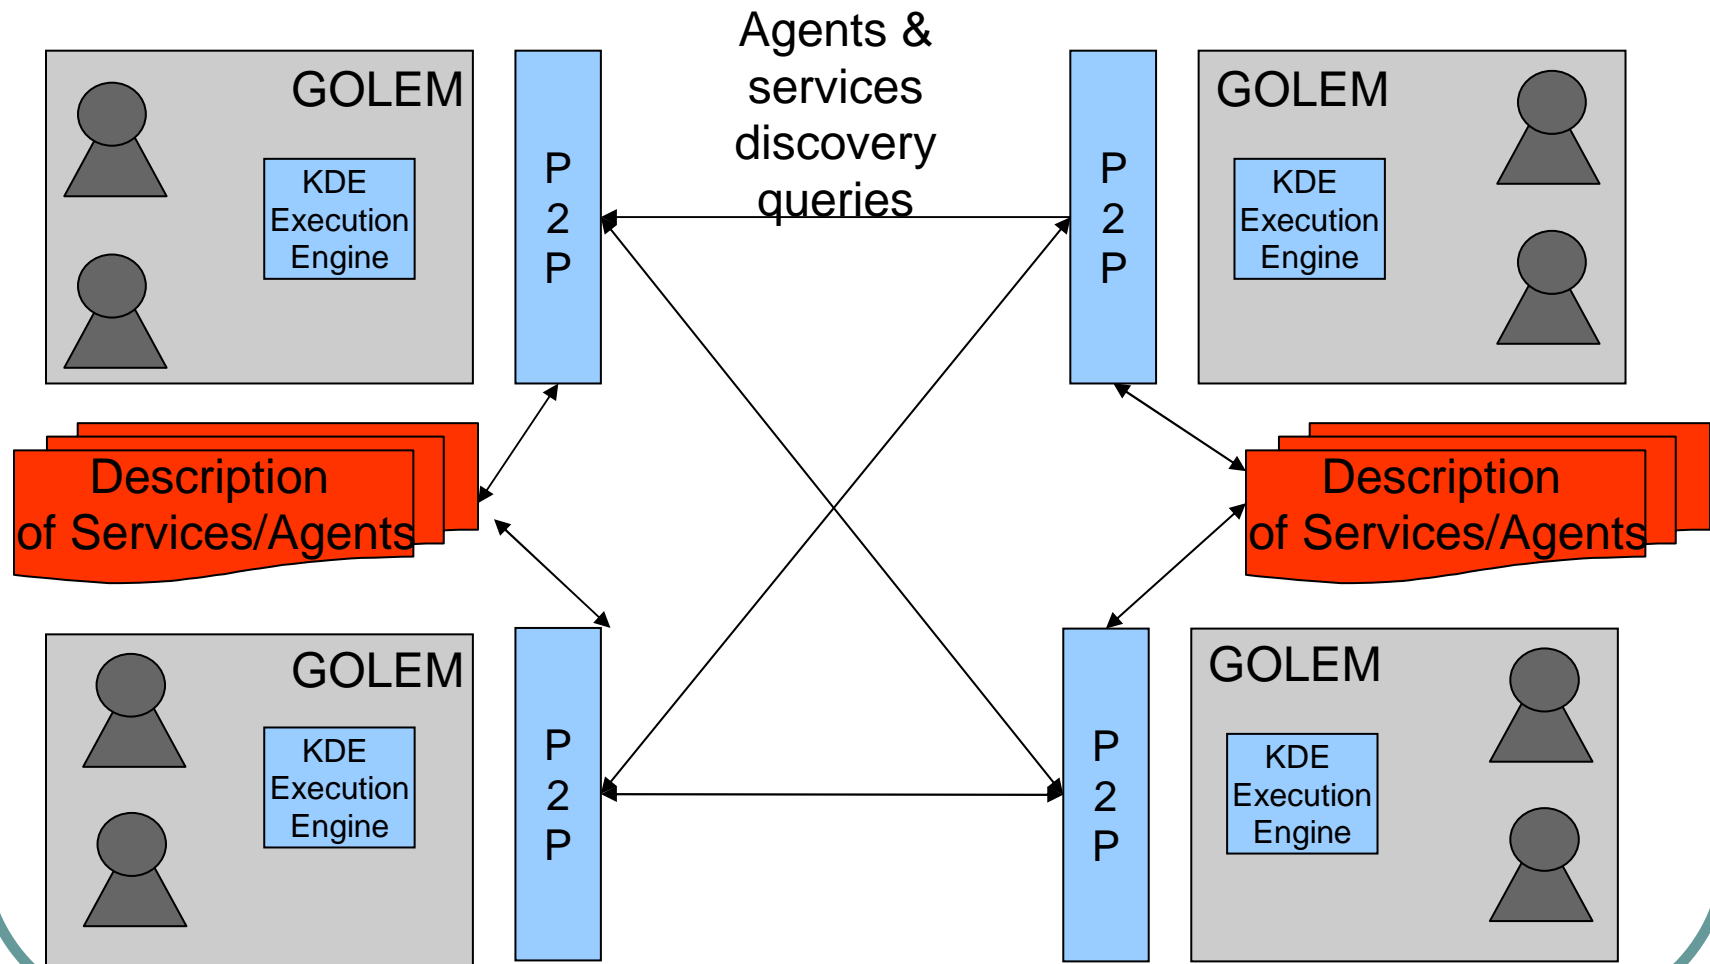 Agents &
services
discovery
queries
GOLEM
KDE
Execution
Engine
P
2
P
P
2
P
GOLEM
KDE
Execution
Engine
Description
of Services/Agents
Description
of Services/Agents
GOLEM
KDE
Execution
Engine
P
2
P
P
2
P
GOLEM
KDE
Execution
Engine